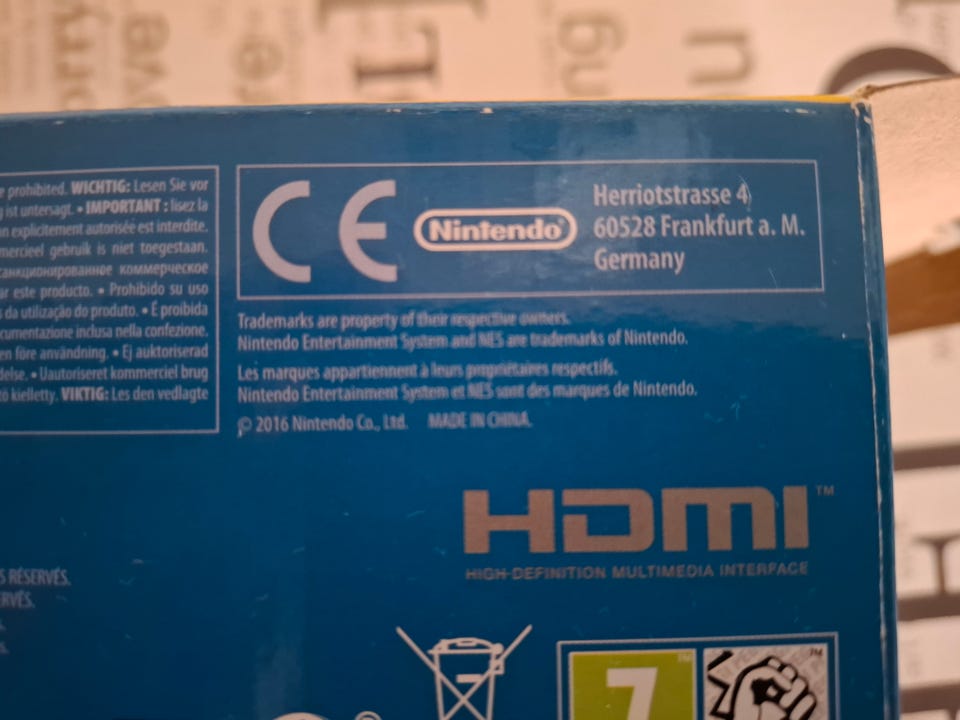 e prohibited. WICHTIG: Lesen Sie vor
g ist untersagt. • IMPORTANT : lisez la
n explicitement autorisée est interdite.
mercieel gebruik is niet toegestaan.
санкционированное коммерческое
ar este producto. • Prohibido su uso
s da utilização do produto. • É proibida
cumentazione inclusa nella confezione.
en före användning. • Ej auktoriserad
delse. • Uautoriseret kommerciel brug
tö kielletty. VIKTIG: Les den vedlagte
CE
Nintendo®
Herriotstrasse 4
60528 Frankfurt a. M.
Germany
Trademarks are property of their respective owners.
Nintendo Entertainment System and NES are trademarks of Nintendo.
Les marques appartiennent à leurs propriétaires respectifs.
Nintendo Entertainment System et NES sont des marques de Nintendo.
© 2016 Nintendo Co., Ltd. MADE IN CHINA.
HDMI™
HIGH-DEFINITION MULTIMEDIA INTERFACE
S RÉSERVÉS.
RVÉS.
7™
™